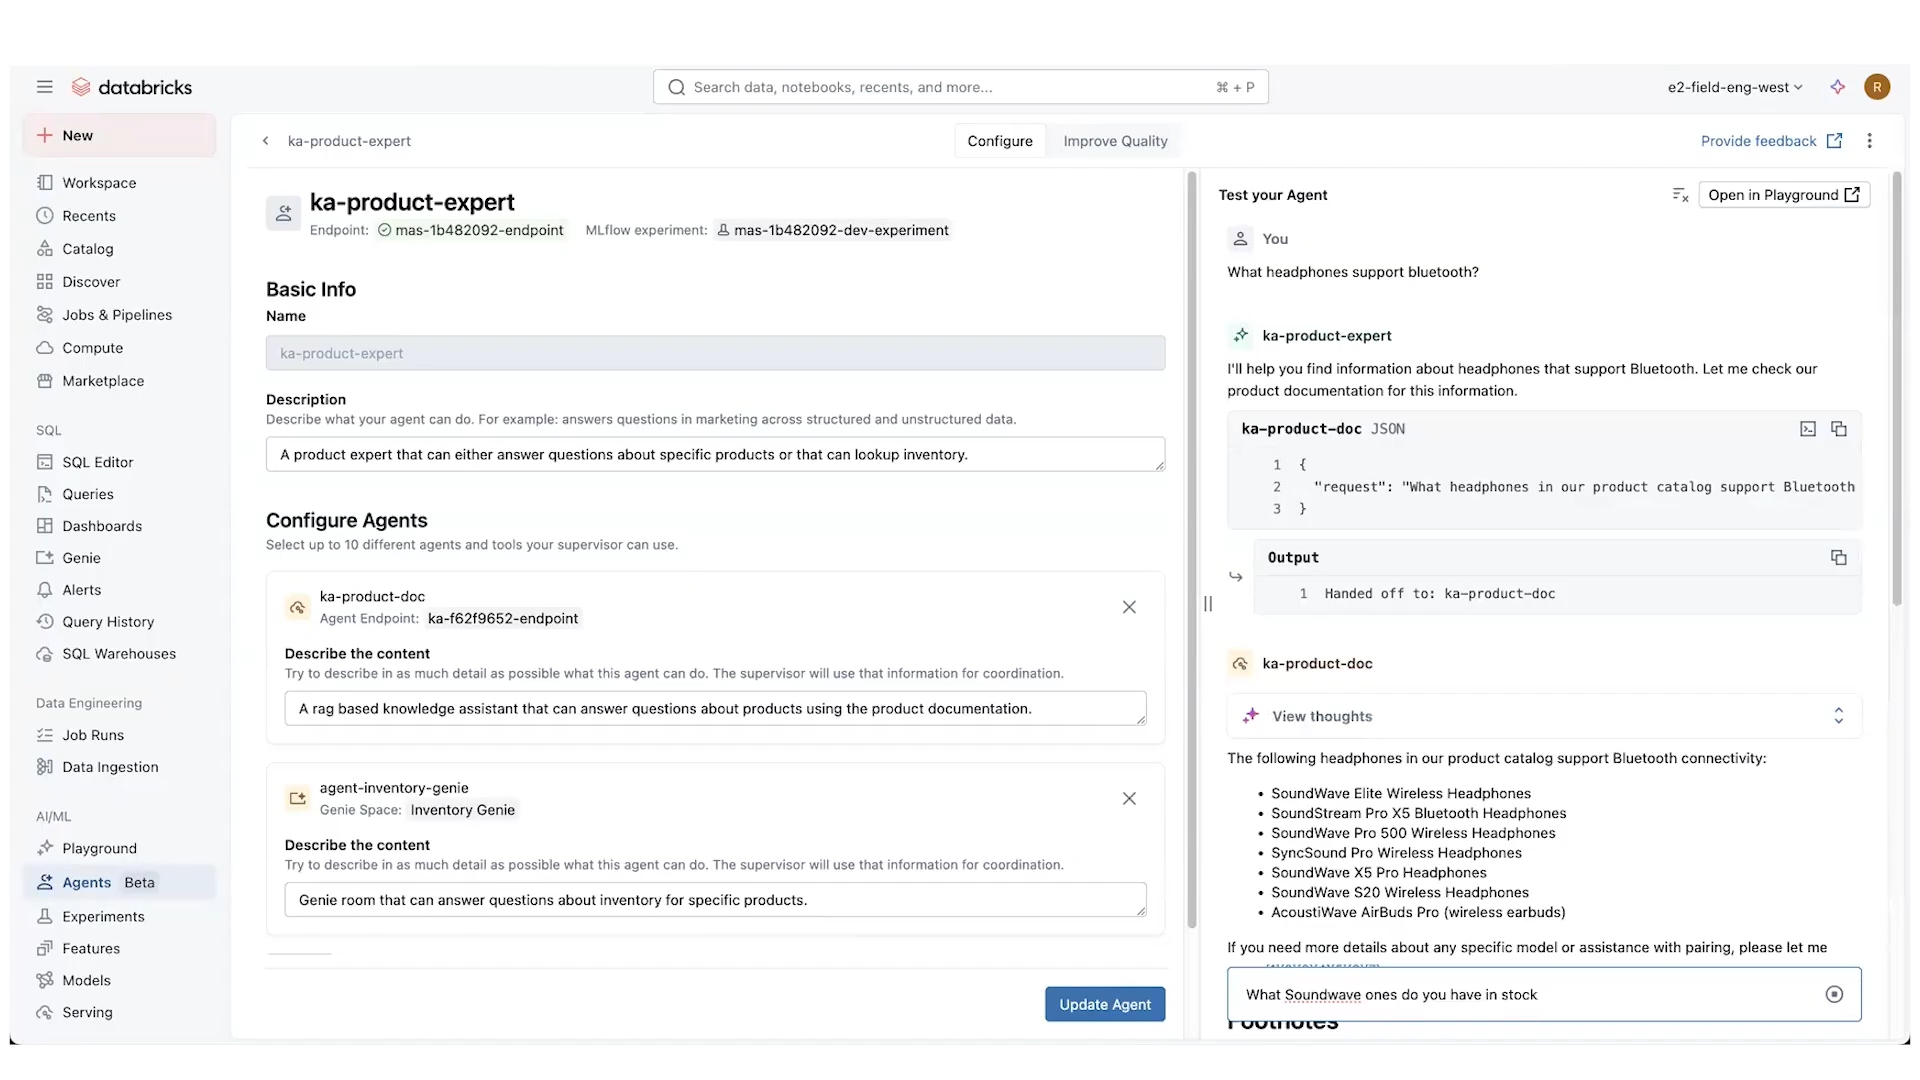 databricks
Search data, notebooks, recents, and more...
⌘ + P
e2-field-eng-west
R
New
Workspace
Recents
Catalog
Discover
Jobs & Pipelines
Compute
Marketplace
SQL
SQL Editor
Queries
Dashboards
Genie
Alerts
Query History
SQL Warehouses
Data Engineering
Job Runs
Data Ingestion
AI/ML
Playground
Agents Beta
Experiments
Features
Models
Serving
ka-product-expert
Configure
Improve Quality
Provide feedback
ka-product-expert
Endpoint: mas-1b482092-endpoint MLflow experiment: mas-1b482092-dev-experiment
Basic Info
Name
ka-product-expert
Description
Describe what your agent can do. For example: answers questions in marketing across structured and unstructured data.
A product expert that can either answer questions about specific products or that can lookup inventory.
Configure Agents
Select up to 10 different agents and tools your supervisor can use.
ka-product-doc
Agent Endpoint: ka-f62f9652-endpoint
Describe the content
Try to describe in as much detail as possible what this agent can do. The supervisor will use that information for coordination.
A rag based knowledge assistant that can answer questions about products using the product documentation.
agent-inventory-genie
Genie Space: Inventory Genie
Describe the content
Try to describe in as much detail as possible what this agent can do. The supervisor will use that information for coordination.
Genie room that can answer questions about inventory for specific products.
Update Agent
Test your Agent
Open in Playground
You
What headphones support bluetooth?
ka-product-expert
I'll help you find information about headphones that support Bluetooth. Let me check our
product documentation for this information.
ka-product-doc JSON
1 {
2 "request": "What headphones in our product catalog support Bluetooth
3 }
Output
1 Handed off to: ka-product-doc
ka-product-doc
View thoughts
The following headphones in our product catalog support Bluetooth connectivity:
• SoundWave Elite Wireless Headphones
• SoundStream Pro X5 Bluetooth Headphones
• SoundWave Pro 500 Wireless Headphones
• SyncSound Pro Wireless Headphones
• SoundWave X5 Pro Headphones
• SoundWave S20 Wireless Headphones
• AcoustiWave AirBuds Pro (wireless earbuds)
If you need more details about any specific model or assistance with pairing, please let me
What Soundwave ones do you have in stock
Footnotes